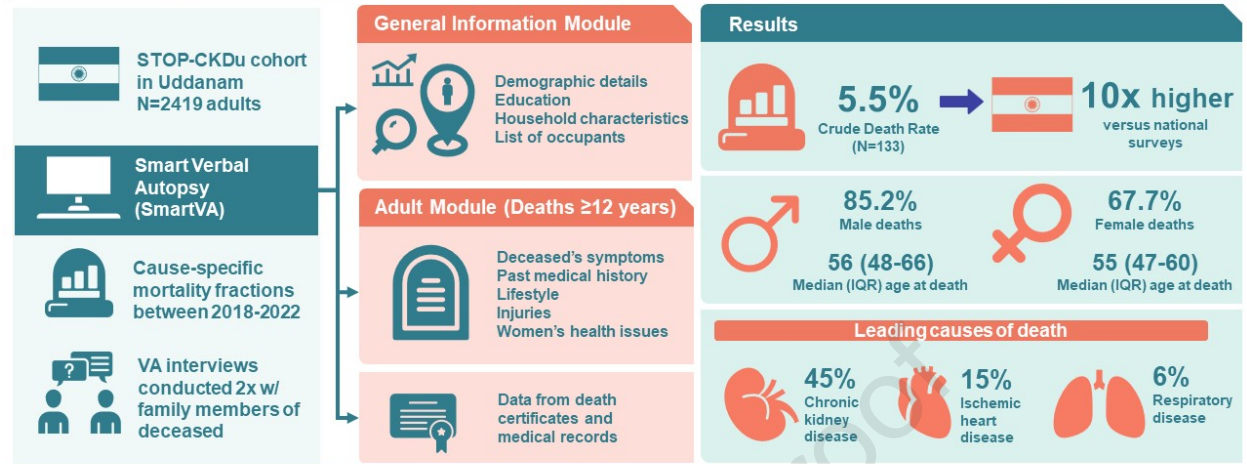 STOP-CKDu cohort
in Uddanam
N=2419 adults
Smart Verbal
Autopsy
(SmartVA)
Cause-specific
mortality fractions
between 2018-2022
?
VA interviews
conducted 2x w/
family members of
deceased
General Information Module
Demographic details
Education
Household characteristics
List of occupants
Adult Module (Deaths ≥12 years)
Deceased's symptoms
Past medical history
Lifestyle
Injuries
Women's health issues
Data from death
certificates and
medical records
Results
5.5%
Crude Death Rate
(N=133)
10x higher
versus national
surveys
85.2%
Male deaths
56 (48-66)
Median (IQR) age at death
67.7%
Female deaths
55 (47-60)
Median (IQR) age at death
Leading causes of death
45%
Chronic
kidney
disease
15%
Ischemic
heart
disease
6%
Respiratory
disease